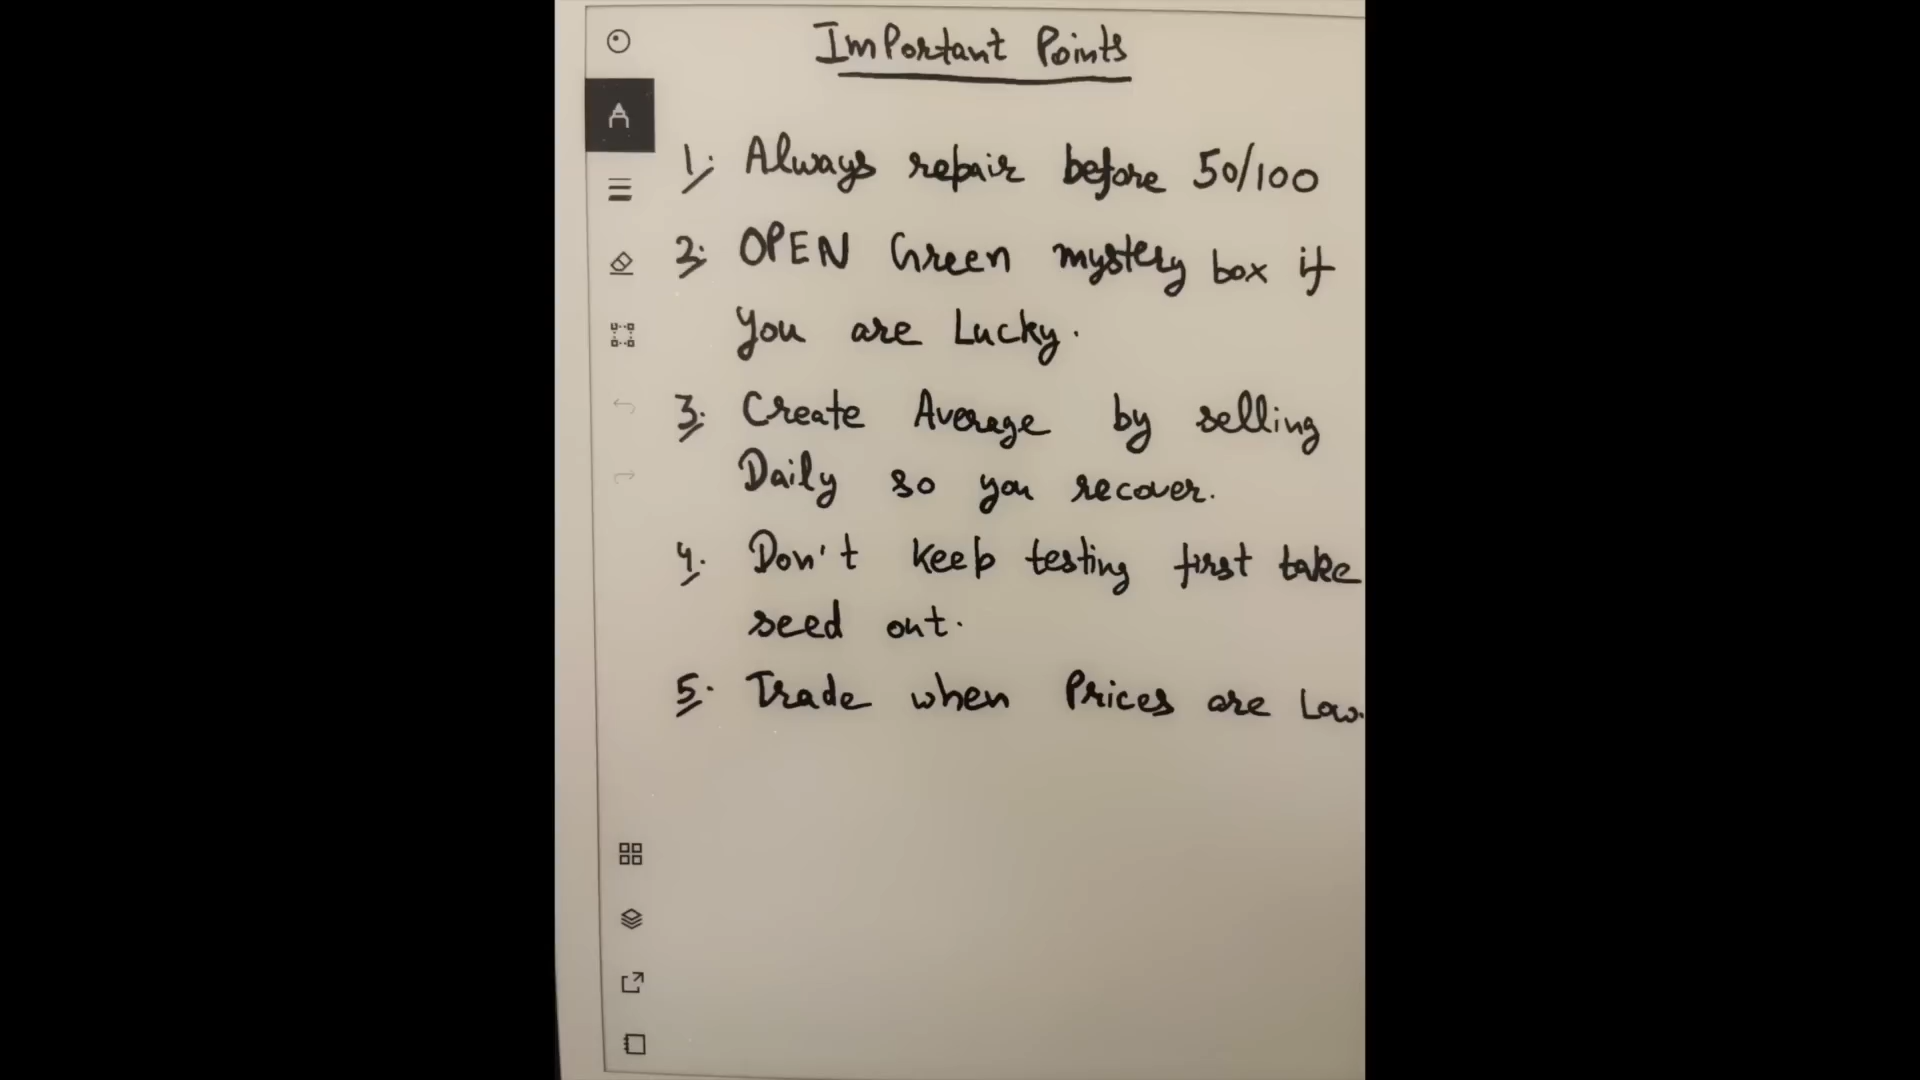 Important Points
1. Always repair before 50/100
2. OPEN Green mystery box if
you are Lucky.
3. Create Average by selling
Daily so you recover.
4. Don't keep testing first take
seed out.
5. Trade when Prices are Low.